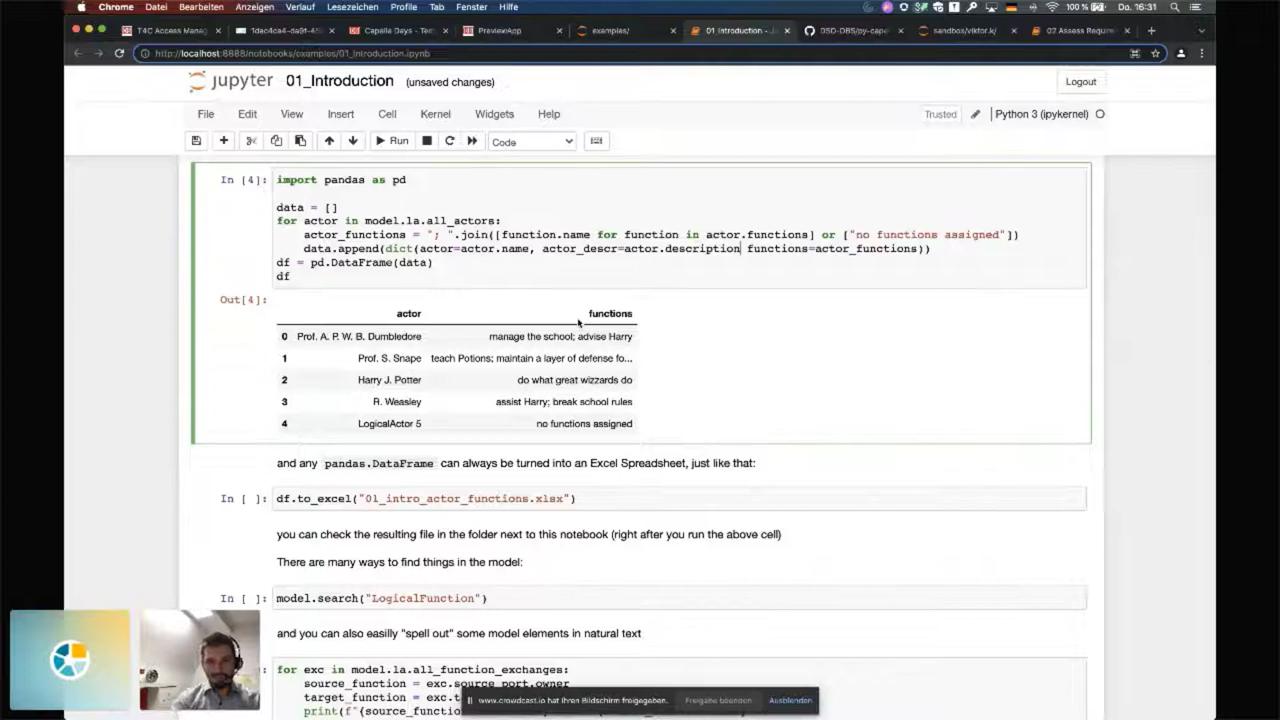 Chrome Datei Bearbeiten Anzeigen Verlauf Lesezeichen Profile Tab Fenster Hilfe 100 % Do. 16:31
T4C Access Mana
Capella Days - Tem
PreviewApp
examples/
01_Introduction - J
DSD-DBS/py-cape
sandbox/viktor.k/
02 Assess Require
http://localhost:8888/notebooks/examples/01_Introduction.ipynb
jupyter 01_Introduction (unsaved changes) Logout
File Edit View Insert Cell Kernel Widgets Help Trusted Python 3 (ipykernel)
Run Code
In [4]: import pandas as pd
data = []
for actor in model.la.all_actors:
actor_functions = "; ".join([function.name for function in actor.functions] or ["no functions assigned"])
data.append(dict(actor=actor.name, actor_descr=actor.description functions=actor_functions))
df = pd.DataFrame(data)
df
Out[4]:
actor functions
0 Prof. A. P. W. B. Dumbledore manage the school; advise Harry
1 Prof. S. Snape teach Potions; maintain a layer of defense fo...
2 Harry J. Potter do what great wizzards do
3 R. Weasley assist Harry; break school rules
4 LogicalActor 5 no functions assigned
and any pandas.DataFrame can always be turned into an Excel Spreadsheet, just like that:
In [ ]: df.to_excel("01_intro_actor_functions.xlsx")
you can check the resulting file in the folder next to this notebook (right after you run the above cell)
There are many ways to find things in the model:
In [ ]: model.search("LogicalFunction")
and you can also easilly "spell out" some model elements in natural text
for exc in model.la.all_function_exchanges:
source_function = exc.source_port.owner
target_function = exc.t
print(f"{source_functio
www.crowdcast.io hat Ihren Bildschirm freigegeben. Freigabe beenden Ausblenden